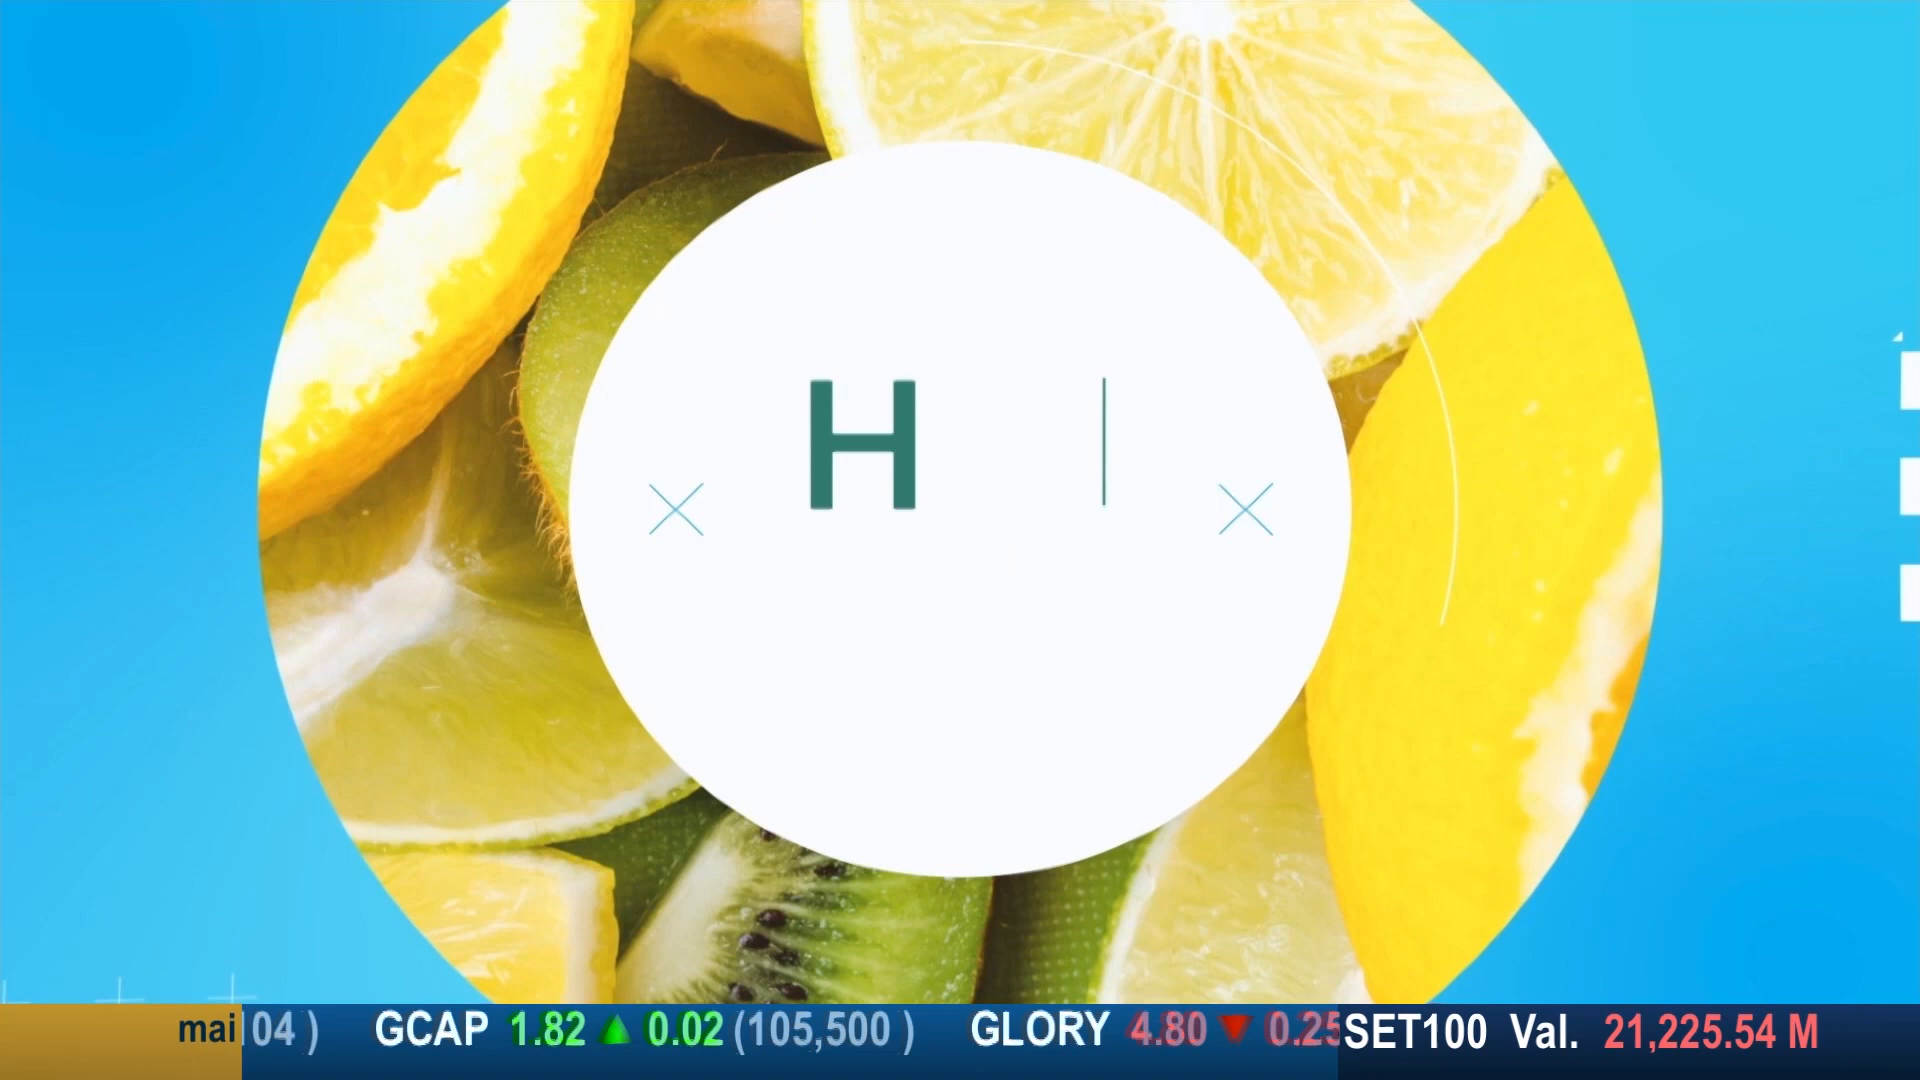 H
mai 04 ) GCAP 1.82 ▲ 0.02 (105,500 ) GLORY 4.80 ▼ 0.25 SET100 Val. 21,225.54 M